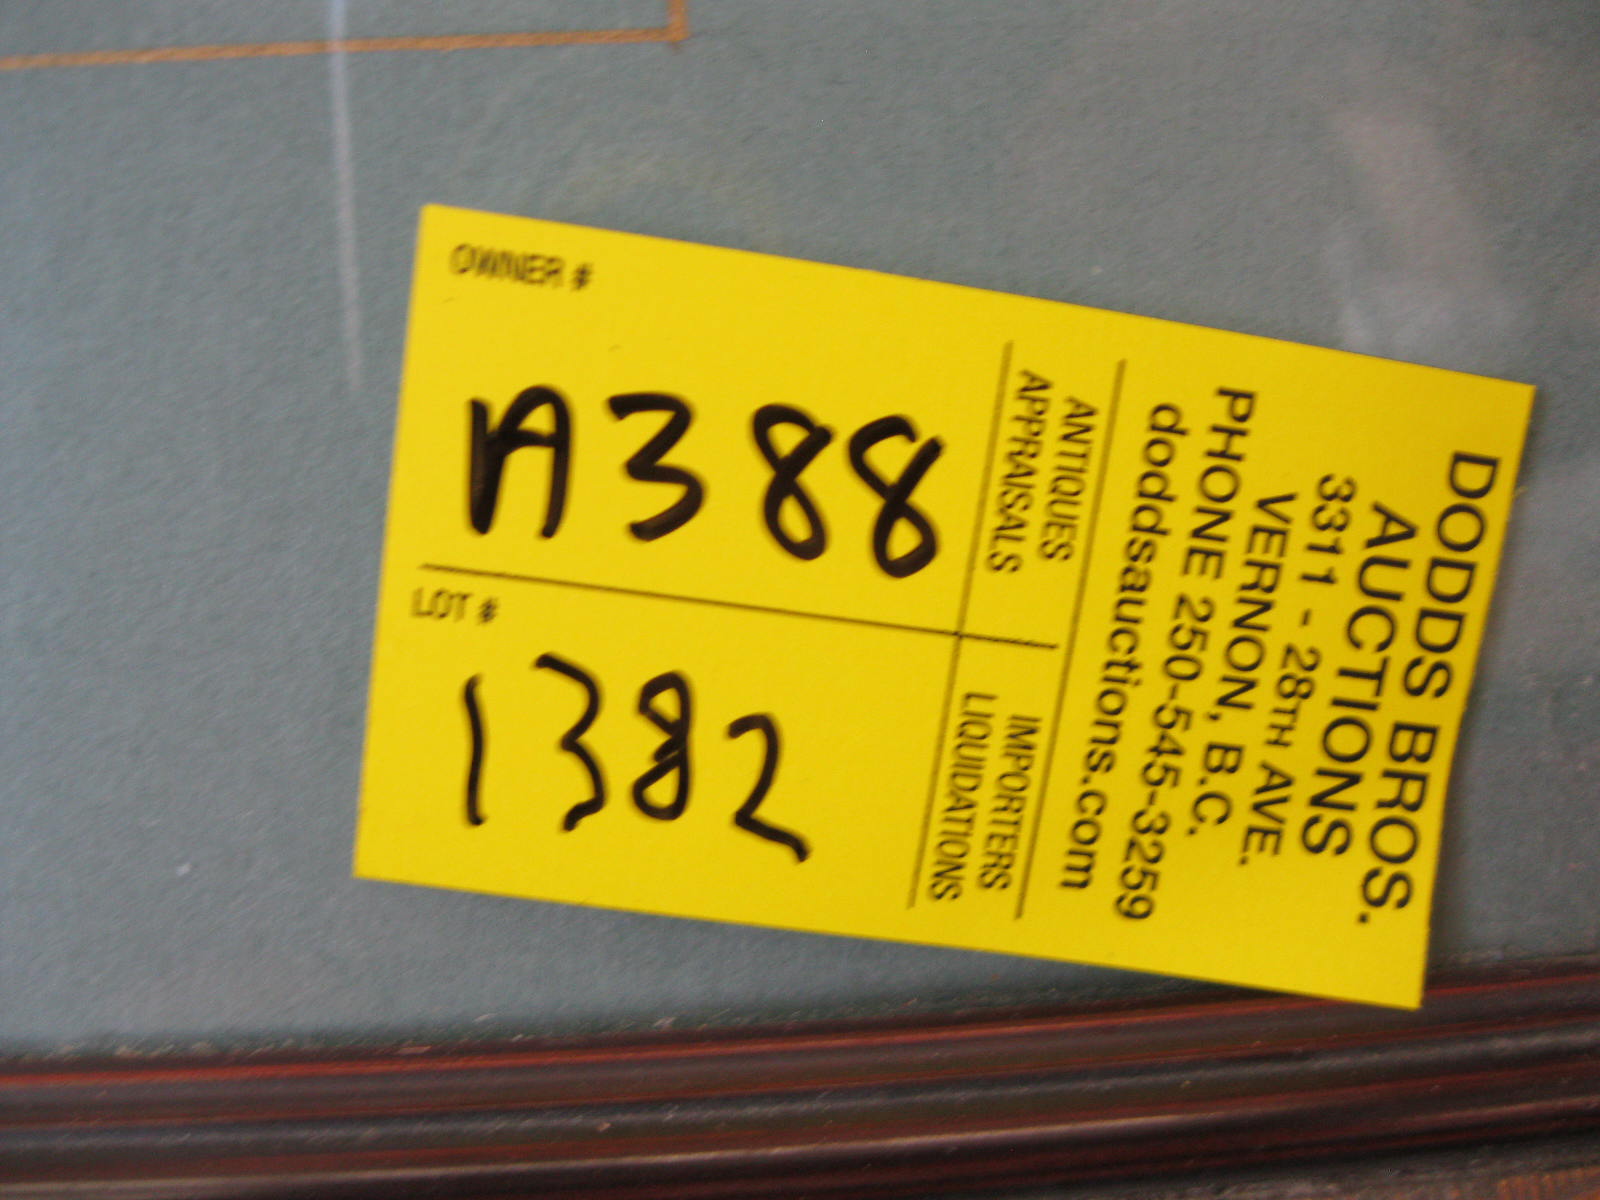 DODDS BROS.
AUCTIONS
3311 - 28TH AVE.
VERNON, B.C.
PHONE 250-545-3259
doddsauctions.com
ANTIQUES
APPRAISALS
IMPORTERS
LIQUIDATIONS
OWNER #
A388
LOT #
1382